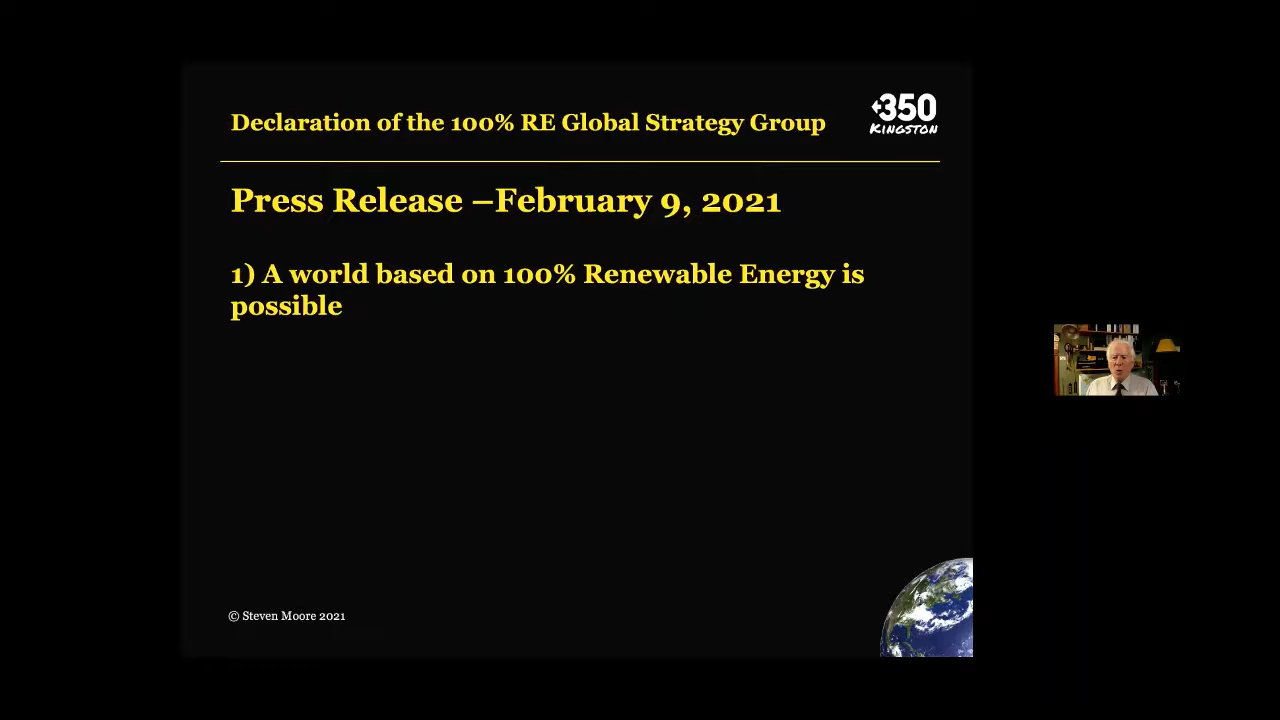 Declaration of the 100% RE Global Strategy Group
350
KINGSTON
Press Release –February 9, 2021
1) A world based on 100% Renewable Energy is
possible
© Steven Moore 2021